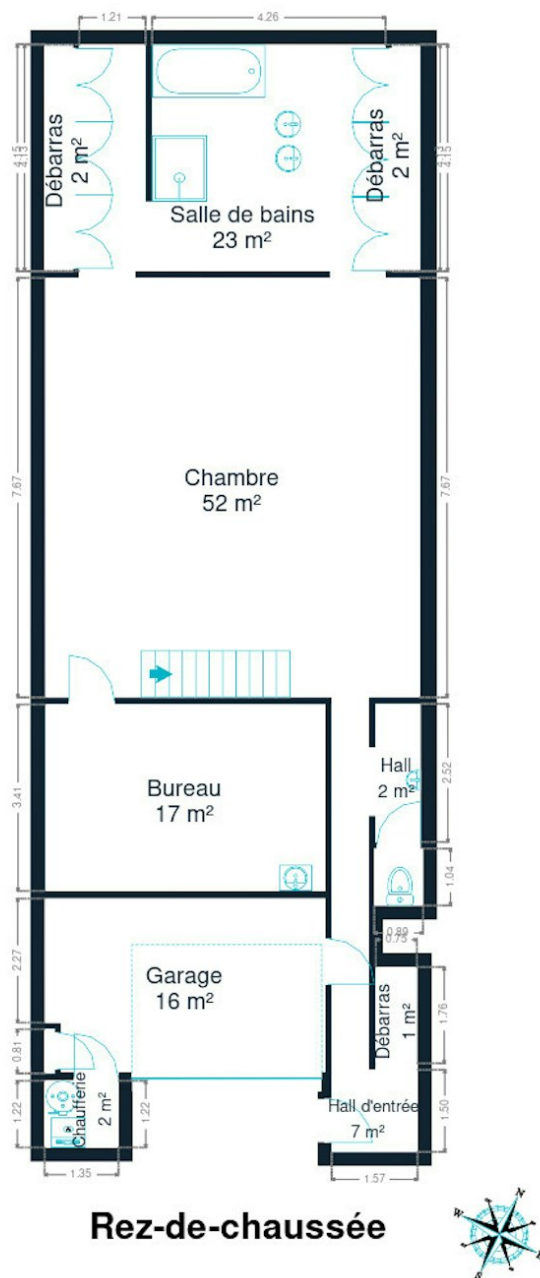 1.21
4.26
Débarras
2 m²
Débarras
2 m²
4.15
4.13
4.15
Salle de bains
23 m²
7.67
Chambre
52 m²
7.67
3.41
Bureau
17 m²
Hall
2 m²
2.52
1.04
0.89
0.75
2.27
Garage
16 m²
Débarras
1 m²
1.76
0.81
1.22
Chaufferie
2 m²
1.22
Hall d'entrée
7 m²
1.50
1.35
1.57
Rez-de-chaussée
N
W
E
S